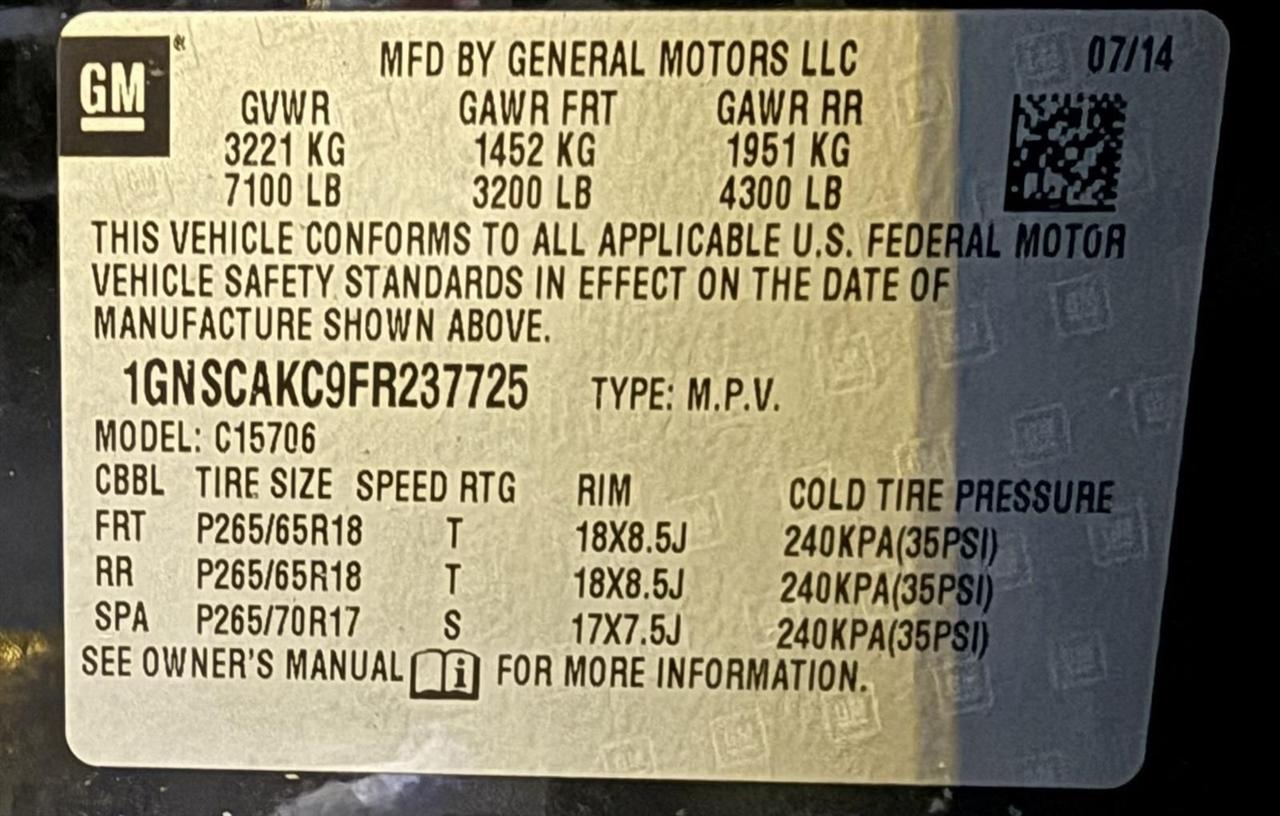 GM ®
MFD BY GENERAL MOTORS LLC 07/14
GVWR GAWR FRT GAWR RR
3221 KG 1452 KG 1951 KG
7100 LB 3200 LB 4300 LB
THIS VEHICLE CONFORMS TO ALL APPLICABLE U.S. FEDERAL MOTOR
VEHICLE SAFETY STANDARDS IN EFFECT ON THE DATE OF
MANUFACTURE SHOWN ABOVE.
1GNSCAKC9FR237725 TYPE: M.P.V.
MODEL: C15706
CBBL TIRE SIZE SPEED RTG RIM COLD TIRE PRESSURE
FRT P265/65R18 T 18X8.5J 240KPA(35PSI)
RR P265/65R18 T 18X8.5J 240KPA(35PSI)
SPA P265/70R17 S 17X7.5J 240KPA(35PSI)
SEE OWNER'S MANUAL i FOR MORE INFORMATION.